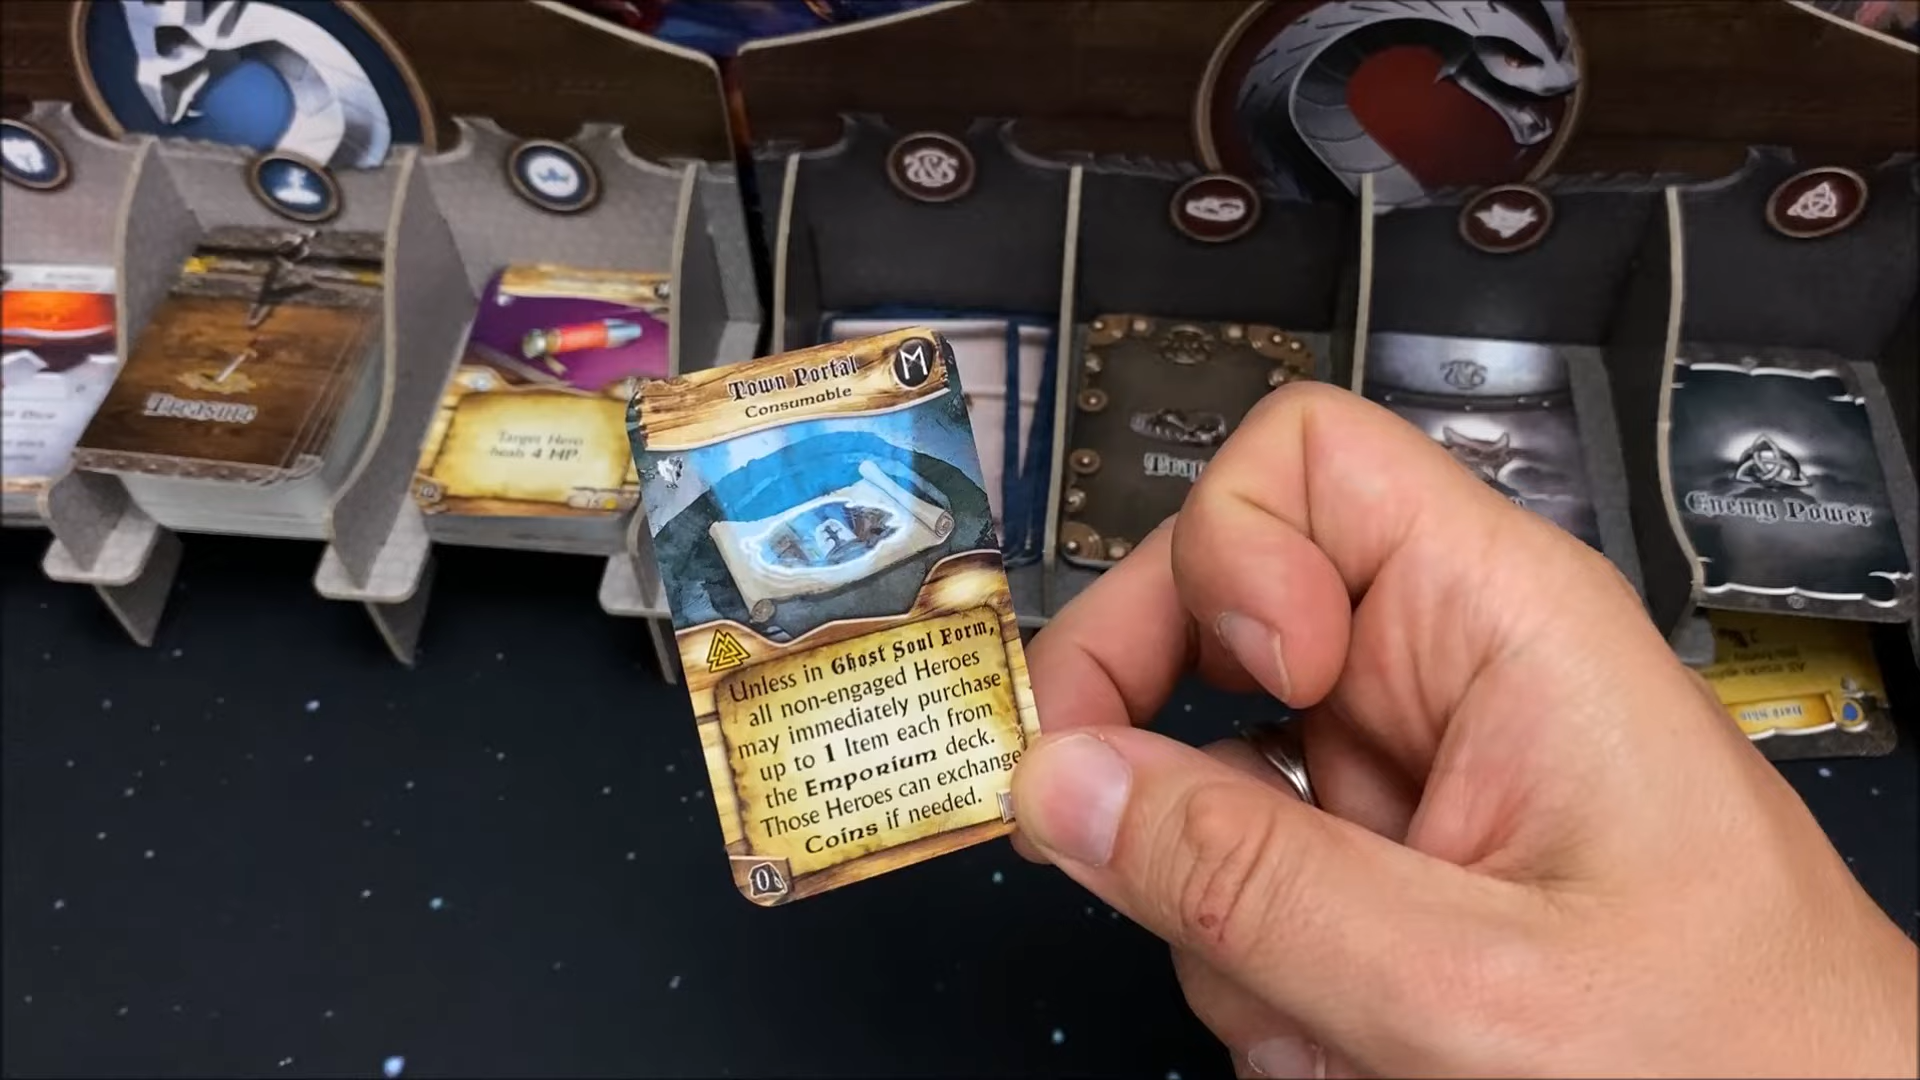 Town Portal
Consumable
Unless in Ghost Soul Form,
all non-engaged Heroes
may immediately purchase
up to 1 Item each from
the Emporium deck.
Those Heroes can exchange
Coins if needed.
0
Treasure
Target Hero
heals 4 HP.
Enemy Power